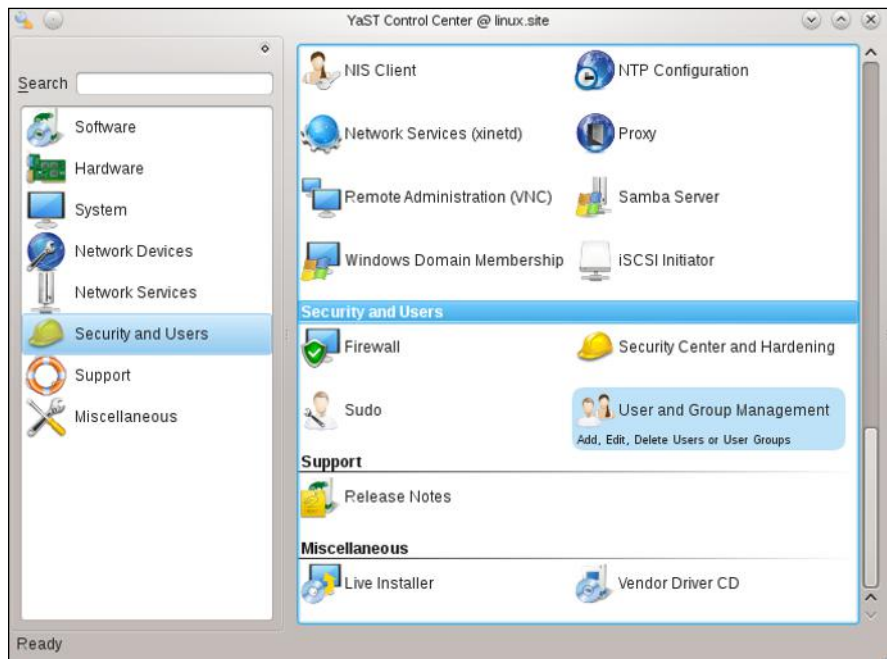 YaST Control Center @ linux.site
Search
Software
Hardware
System
Network Devices
Network Services
Security and Users
Support
Miscellaneous
NIS Client
NTP Configuration
Network Services (xinetd)
Proxy
Remote Administration (VNC)
Samba Server
Windows Domain Membership
iSCSI Initiator
Security and Users
Firewall
Security Center and Hardening
Sudo
User and Group Management
Add, Edit, Delete Users or User Groups
Support
Release Notes
Miscellaneous
Live Installer
Vendor Driver CD
Ready